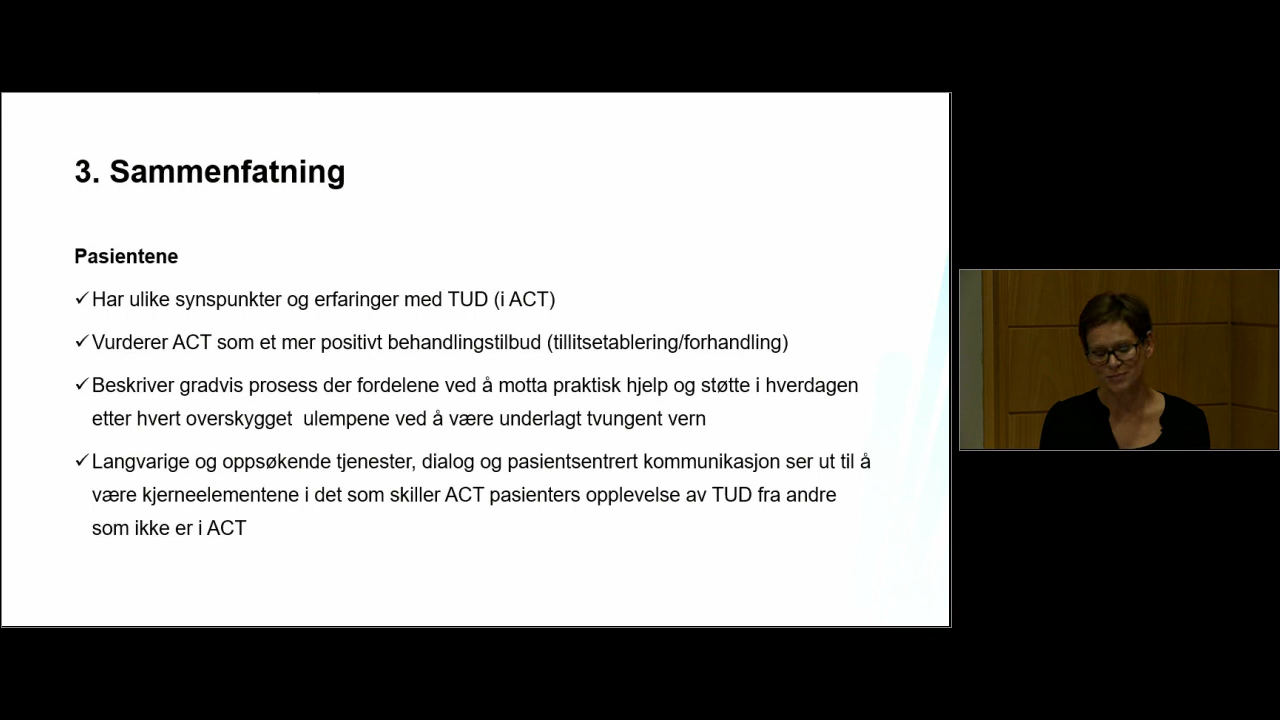 3. Sammenfatning
Pasientene
✓Har ulike synspunkter og erfaringer med TUD (i ACT)
✓Vurderer ACT som et mer positivt behandlingstilbud (tillitsetablering/forhandling)
✓Beskriver gradvis prosess der fordelene ved å motta praktisk hjelp og støtte i hverdagen
etter hvert overskygget  ulempene ved å være underlagt tvungent vern
✓Langvarige og oppsøkende tjenester, dialog og pasientsentrert kommunikasjon ser ut til å
være kjerneelementene i det som skiller ACT pasienters opplevelse av TUD fra andre
som ikke er i ACT